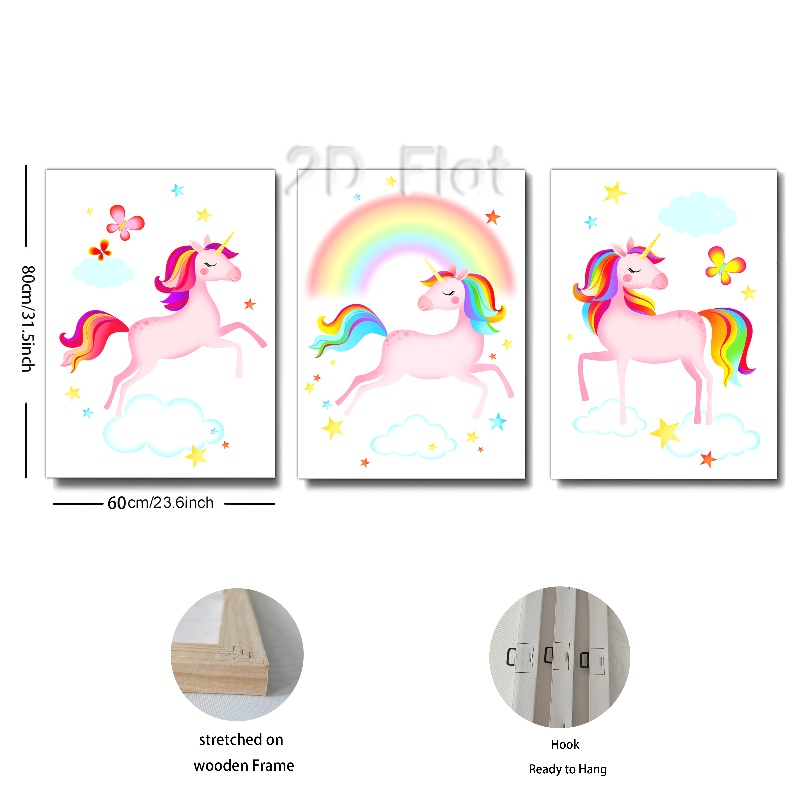 2D Flat
80cm/31.5inch
60cm/23.6inch
stretched on
wooden Frame
Hook
Ready to Hang